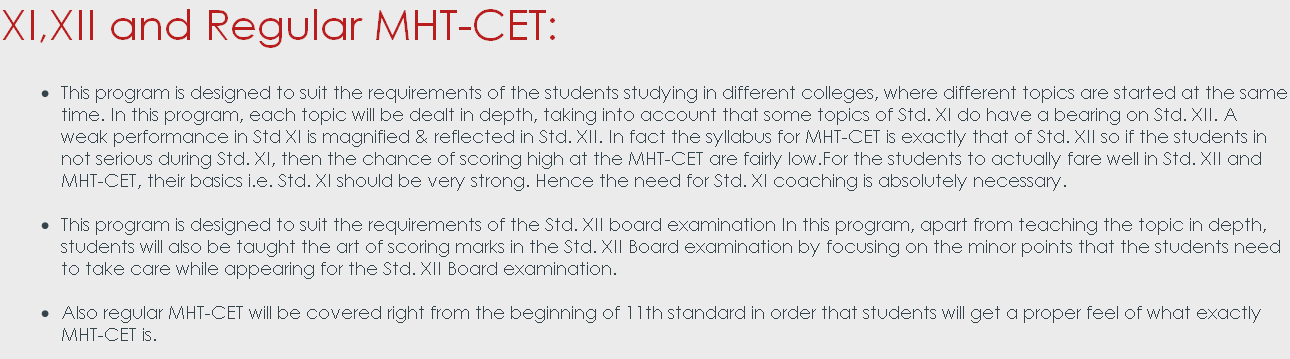 XI,XII and Regular MHT-CET:
• This program is designed to suit the requirements of the students studying in different colleges, where different topics are started at the same
time. In this program, each topic will be dealt in depth, taking into account that some topics of Std. XI do have a bearing on Std. XII. A
weak performance in Std XI is magnified & reflected in Std. XII. In fact the syllabus for MHT-CET is exactly that of Std. XII so if the students in
not serious during Std. XI, then the chance of scoring high at the MHT-CET are fairly low.For the students to actually fare well in Std. XII and
MHT-CET, their basics i.e. Std. XI should be very strong. Hence the need for Std. XI coaching is absolutely necessary.
• This program is designed to suit the requirements of the Std. XII board examination In this program, apart from teaching the topic in depth,
students will also be taught the art of scoring marks in the Std. XII Board examination by focusing on the minor points that the students need
to take care while appearing for the Std. XII Board examination.
• Also regular MHT-CET will be covered right from the beginning of 11th standard in order that students will get a proper feel of what exactly
MHT-CET is.